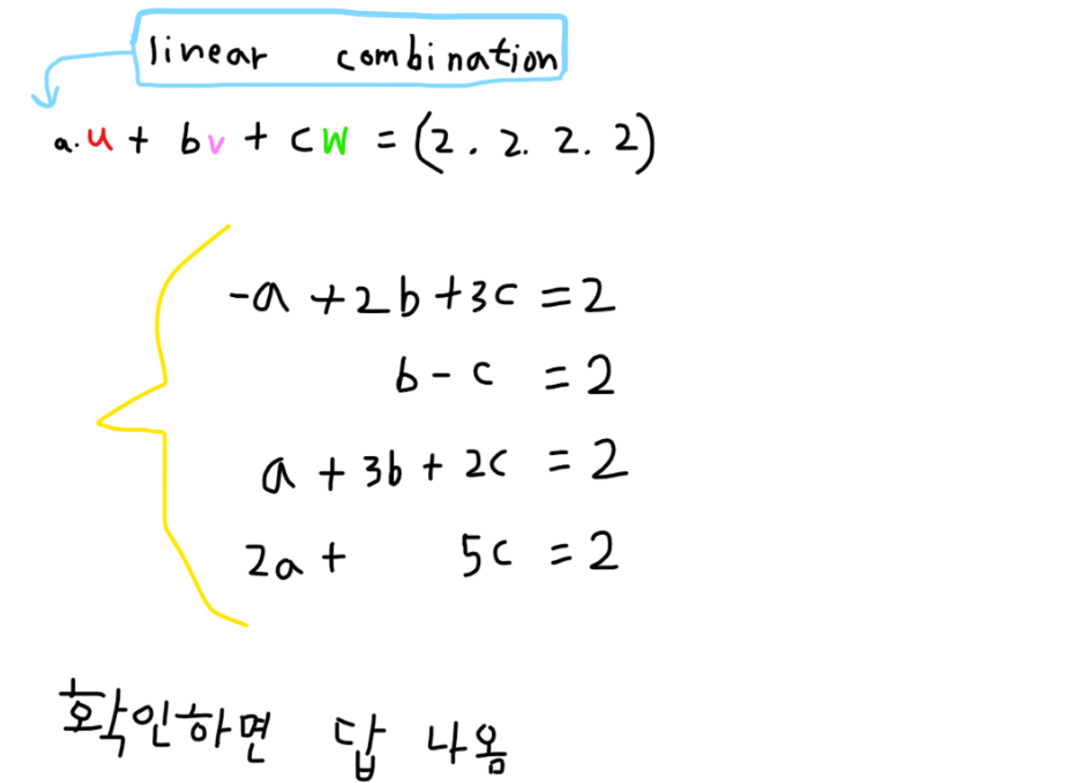 linear combination
a.u + bv + cw = (2. 2. 2. 2)
-a + 2b + 3c = 2
b - c = 2
a + 3b + 2c = 2
2a + 5c = 2
확인하면 답 나옴